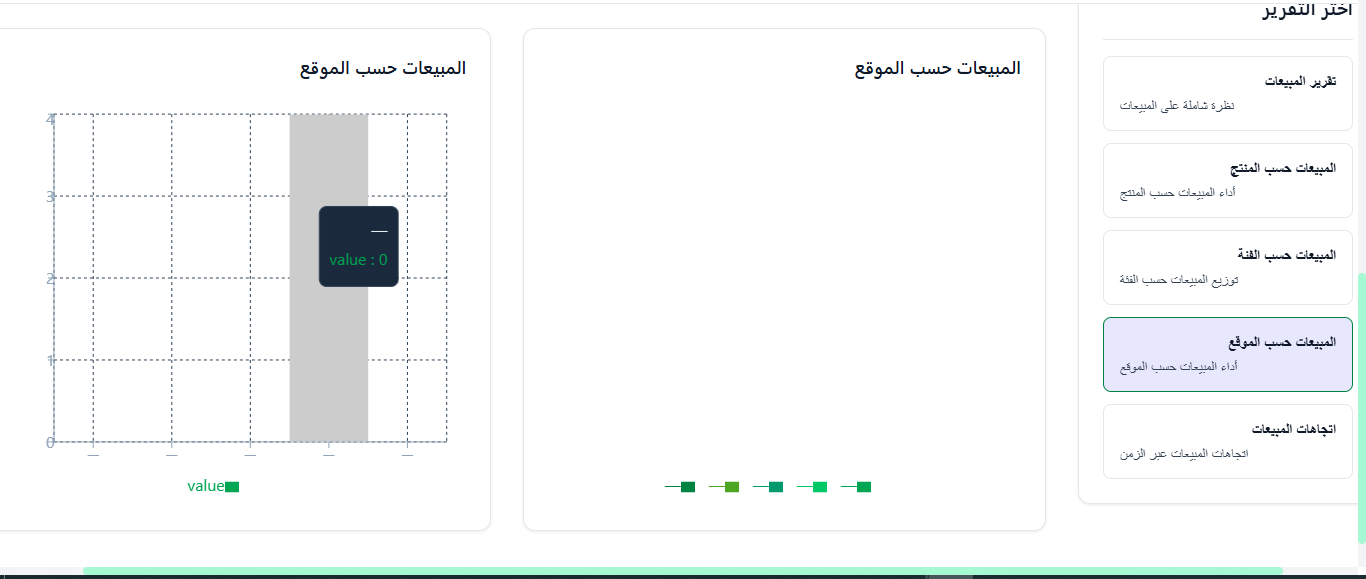 اختر التقرير
تقرير المبيعات
نظرة شاملة على المبيعات
المبيعات حسب المنتج
أداء المبيعات حسب المنتج
المبيعات حسب الفئة
توزيع المبيعات حسب الفئة
المبيعات حسب الموقع
أداء المبيعات حسب الموقع
اتجاهات المبيعات
اتجاهات المبيعات عبر الزمن
المبيعات حسب الموقع
— — — — —
المبيعات حسب الموقع
4
3
2
1
0
—
value : 0
— — — — —
value